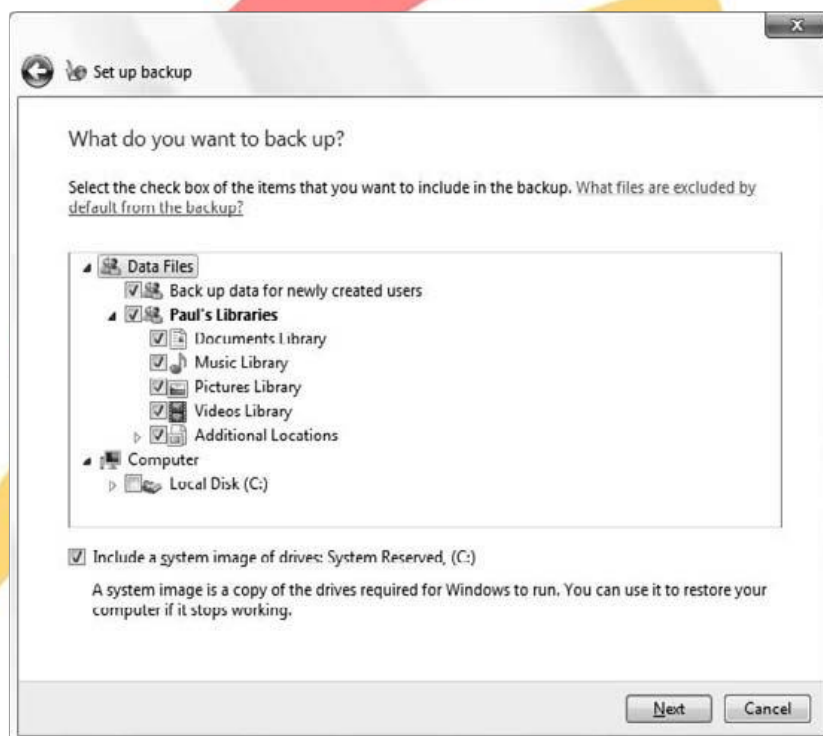 Set up backup
What do you want to back up?
Select the check box of the items that you want to include in the backup. What files are excluded by
default from the backup?
Data Files
Back up data for newly created users
Paul's Libraries
Documents Library
Music Library
Pictures Library
Videos Library
Additional Locations
Computer
Local Disk (C:)
Include a system image of drives: System Reserved, (C:)
A system image is a copy of the drives required for Windows to run. You can use it to restore your
computer if it stops working.
Next Cancel